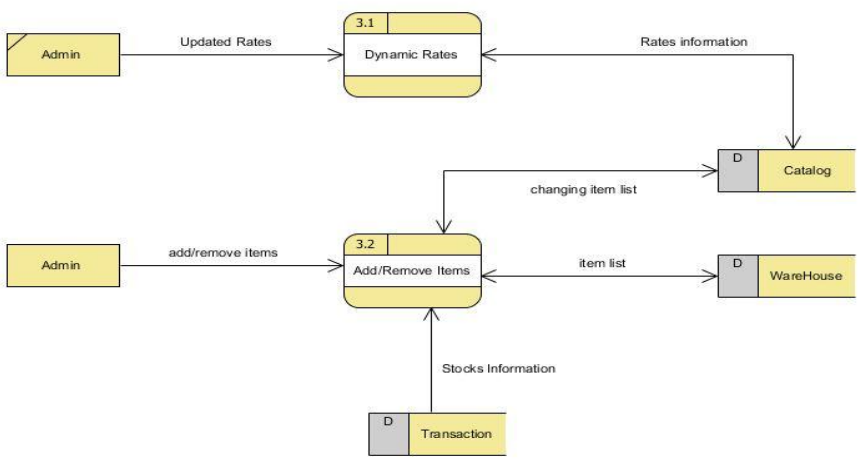 3.1
Updated Rates
Rates information
Admin
Dynamic Rates
D
Catalog
changing item list
3.2
add/remove items
item list
D
Admin
Add/Remove Items
WareHouse
Stocks Information
D
Transaction